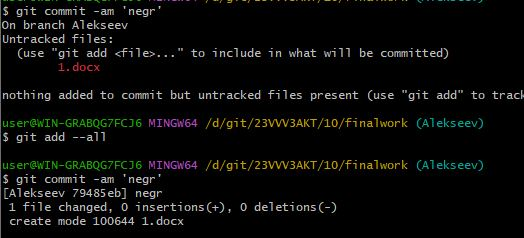 $ git commit -am 'negr'
On branch Alekseev
Untracked files:
(use "git add <file>..." to include in what will be committed)
1.docx
nothing added to commit but untracked files present (use "git add" to track
user@WIN-GRABQG7FCJ6 MINGW64 /d/git/23VVV3AKT/10/finalwork (Alekseev)
$ git add --all
user@WIN-GRABQG7FCJ6 MINGW64 /d/git/23VVV3AKT/10/finalwork (Alekseev)
$ git commit -am 'negr'
[Alekseev 79485eb] negr
1 file changed, 0 insertions(+), 0 deletions(-)
create mode 100644 1.docx